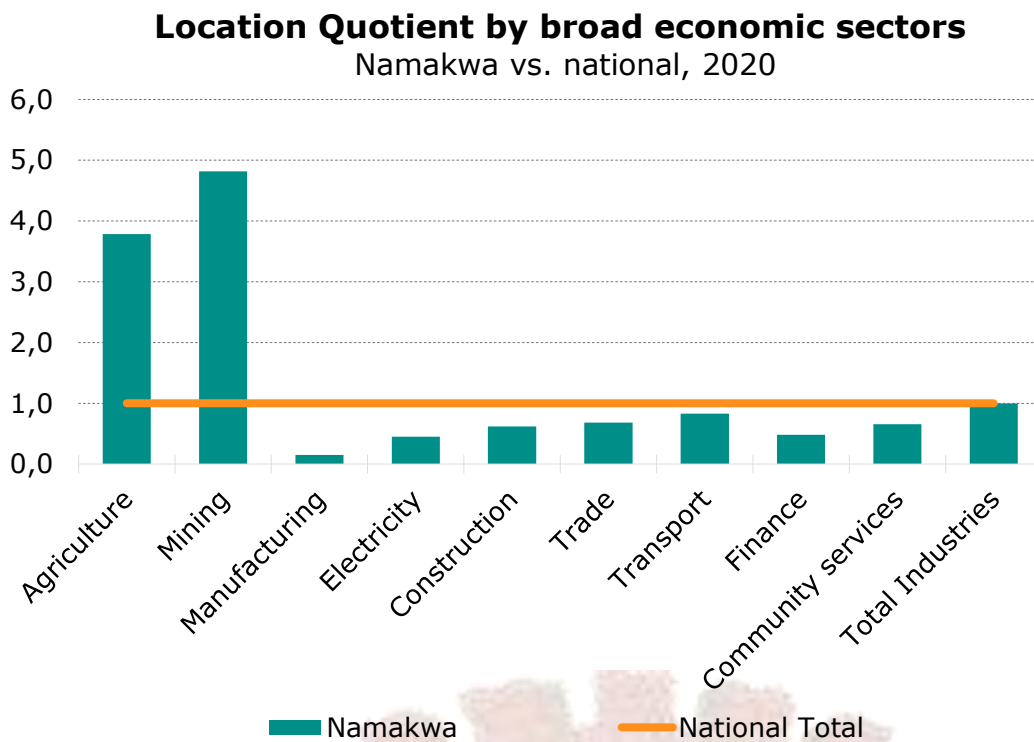 Location Quotient by broad economic sectors
Namakwa vs. national, 2020
6,0
5,0
4,0
3,0
2,0
1,0
0,0
Agriculture
Mining
Manufacturing
Electricity
Construction
Trade
Transport
Finance
Community services
Total Industries
Namakwa
National Total